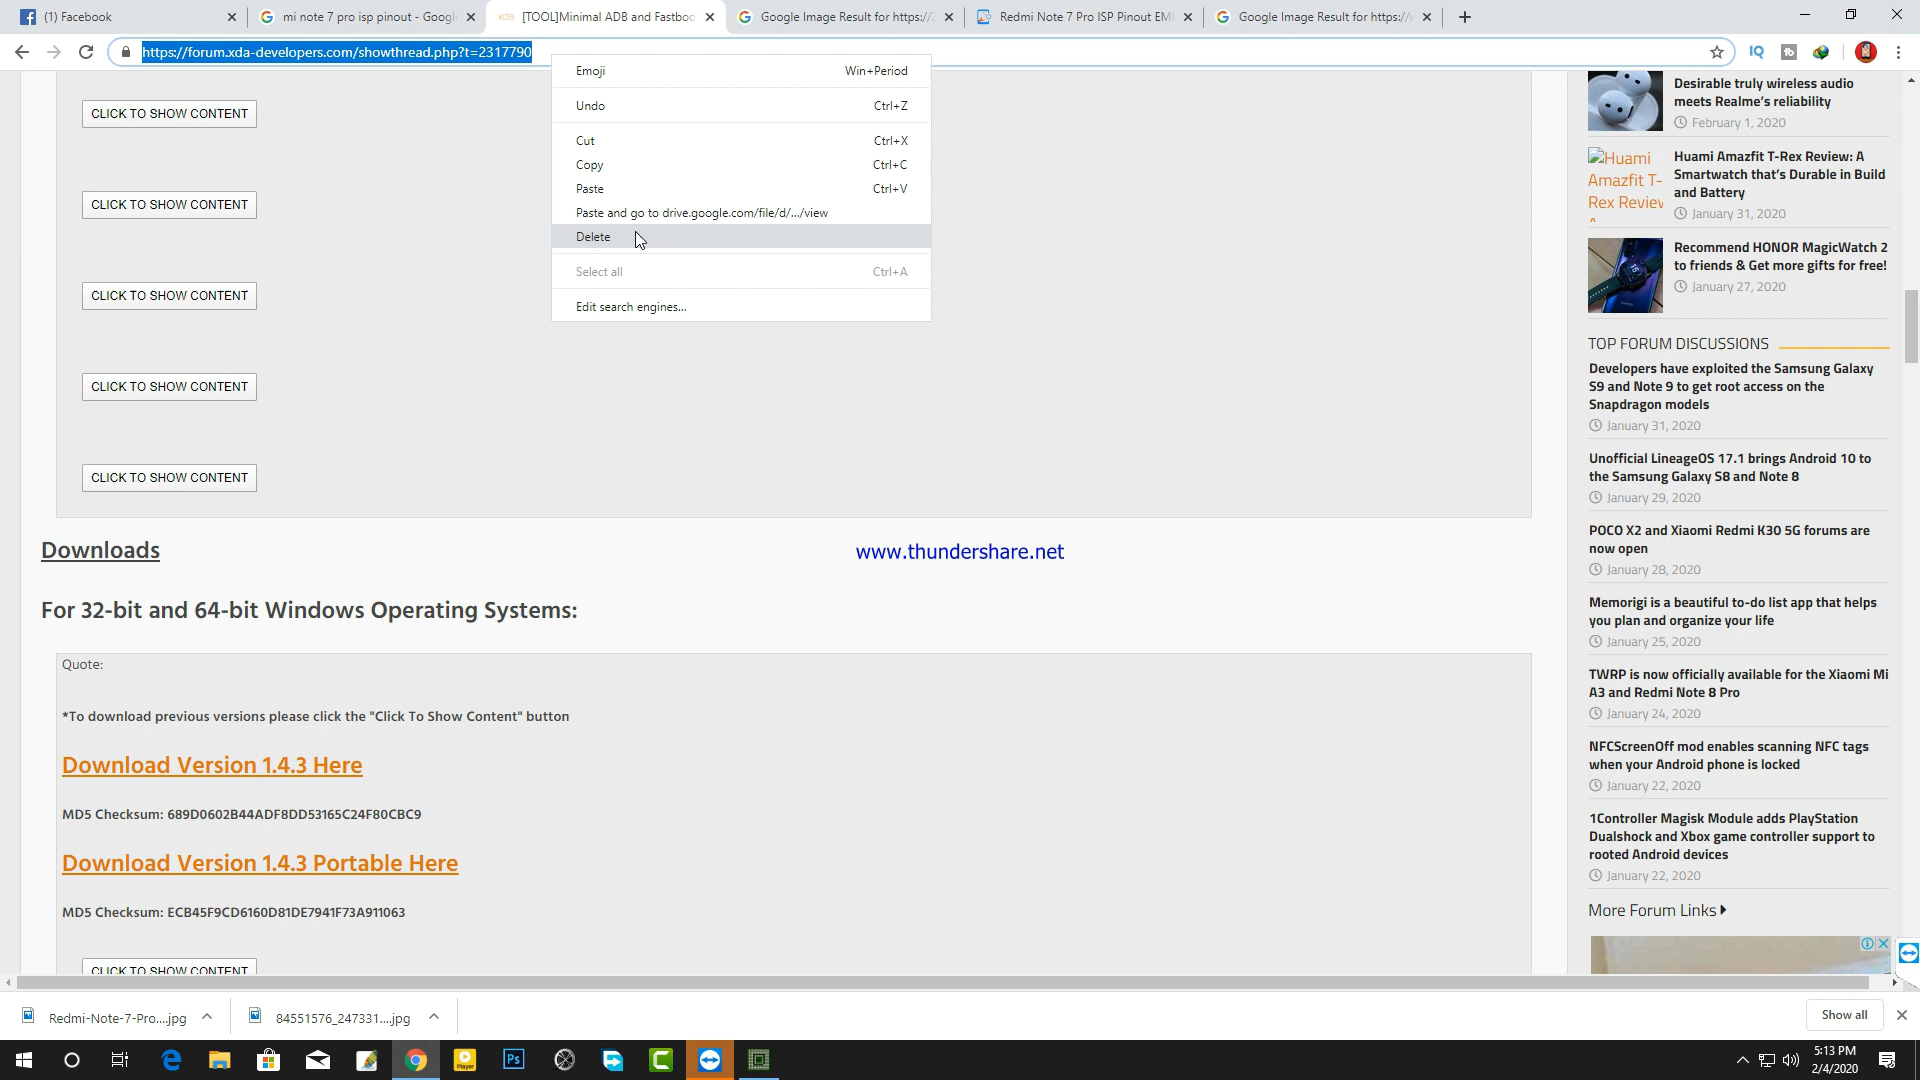 (1) Facebook
mi note 7 pro isp pinout - Googl
xda [TOOL]Minimal ADB and Fastboo
Google Image Result for https://
Redmi Note 7 Pro ISP Pinout EM
Google Image Result for https://
https://forum.xda-developers.com/showthread.php?t=2317790
IQ
tb
Emoji Win+Period
Undo Ctrl+Z
Cut Ctrl+X
Copy Ctrl+C
Paste Ctrl+V
Paste and go to drive.google.com/file/d/.../view
Delete
Select all Ctrl+A
Edit search engines...
CLICK TO SHOW CONTENT
CLICK TO SHOW CONTENT
CLICK TO SHOW CONTENT
CLICK TO SHOW CONTENT
CLICK TO SHOW CONTENT
Downloads
www.thundershare.net
For 32-bit and 64-bit Windows Operating Systems:
Quote:
*To download previous versions please click the "Click To Show Content" button
Download Version 1.4.3 Here
MD5 Checksum: 689D0602B44ADF8DD53165C24F80CBC9
Download Version 1.4.3 Portable Here
MD5 Checksum: ECB45F9CD6160D81DE7941F73A911063
CLICK TO SHOW CONTENT
Desirable truly wireless audio
meets Realme's reliability
February 1, 2020
Huami
Amazfit T-
Rex Review
Huami Amazfit T-Rex Review: A
Smartwatch that's Durable in Build
and Battery
January 31, 2020
Recommend HONOR MagicWatch 2
to friends & Get more gifts for free!
January 27, 2020
TOP FORUM DISCUSSIONS
Developers have exploited the Samsung Galaxy
S9 and Note 9 to get root access on the
Snapdragon models
January 31, 2020
Unofficial LineageOS 17.1 brings Android 10 to
the Samsung Galaxy S8 and Note 8
January 29, 2020
POCO X2 and Xiaomi Redmi K30 5G forums are
now open
January 28, 2020
Memorigi is a beautiful to-do list app that helps
you plan and organize your life
January 25, 2020
TWRP is now officially available for the Xiaomi Mi
A3 and Redmi Note 8 Pro
January 24, 2020
NFCScreenOff mod enables scanning NFC tags
when your Android phone is locked
January 22, 2020
1Controller Magisk Module adds PlayStation
Dualshock and Xbox game controller support to
rooted Android devices
January 22, 2020
More Forum Links
Redmi-Note-7-Pro....jpg
84551576_247331....jpg
Show all
Player
Ps
5:13 PM
2/4/2020